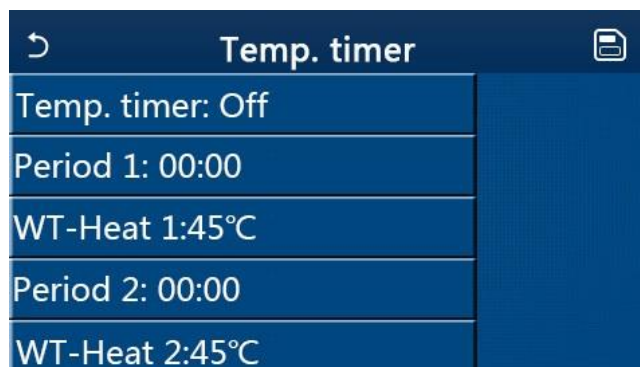 Temp. timer
Temp. timer: Off
Period 1: 00:00
WT-Heat 1:45℃
Period 2: 00:00
WT-Heat 2:45℃